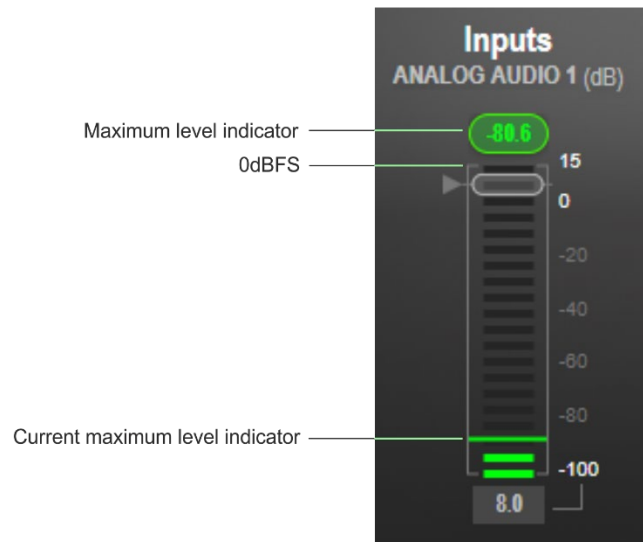 Inputs
ANALOG AUDIO 1 (dB)
Maximum level indicator
-80.6
0dBFS
15
0
-20
-40
-60
-80
Current maximum level indicator
-100
8.0